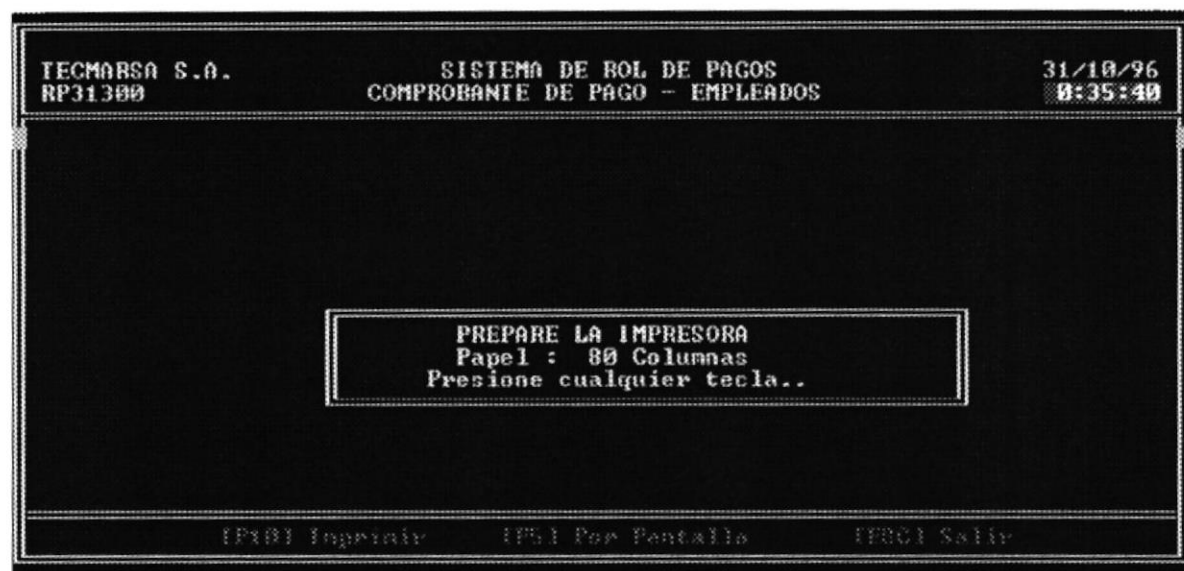 TECMARSA S.A. SISTEMA DE ROL DE PAGOS 31/10/96
RP31300 COMPROBANTE DE PAGO - EMPLEADOS 0:35:40
PREPARE LA IMPRESORA
Papel : 80 Columnas
Presione cualquier tecla..
[F10] Imprimir [F5] Por Pantalla [ESC] Salir